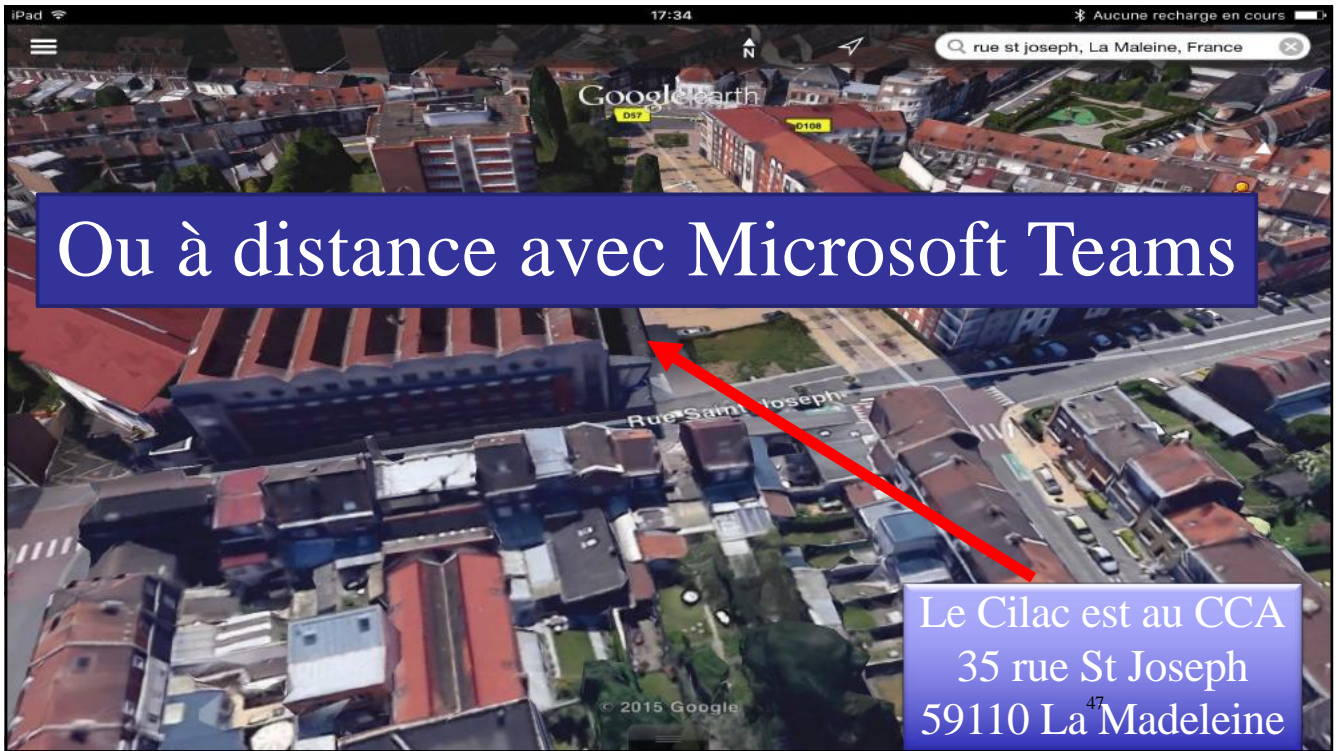 iPad 17:34 Aucune recharge en cours
rue st joseph, La Maleine, France
N
Google earth
D57
D108
Ou à distance avec Microsoft Teams
Rue Saint Joseph
Le Cilac est au CCA
35 rue St Joseph
47
59110 La Madeleine
© 2015 Google